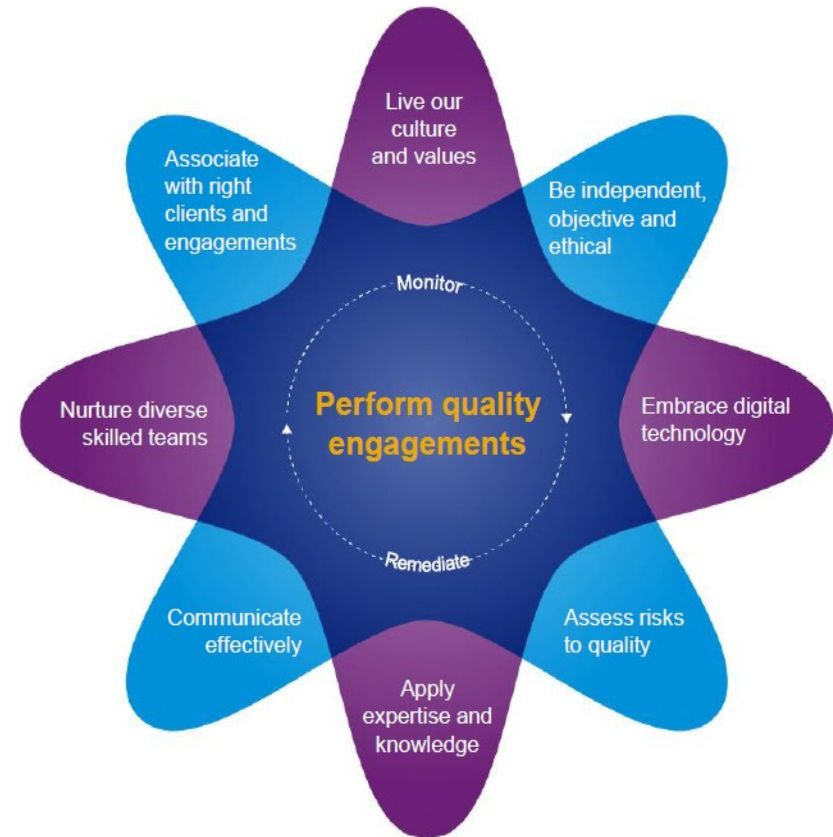 Live our
culture
and values
Be independent,
objective and
ethical
Embrace digital
technology
Assess risks
to quality
Apply
expertise and
knowledge
Communicate
effectively
Nurture diverse
skilled teams
Associate
with right
clients and
engagements
Monitor
Perform quality
engagements
Remediate